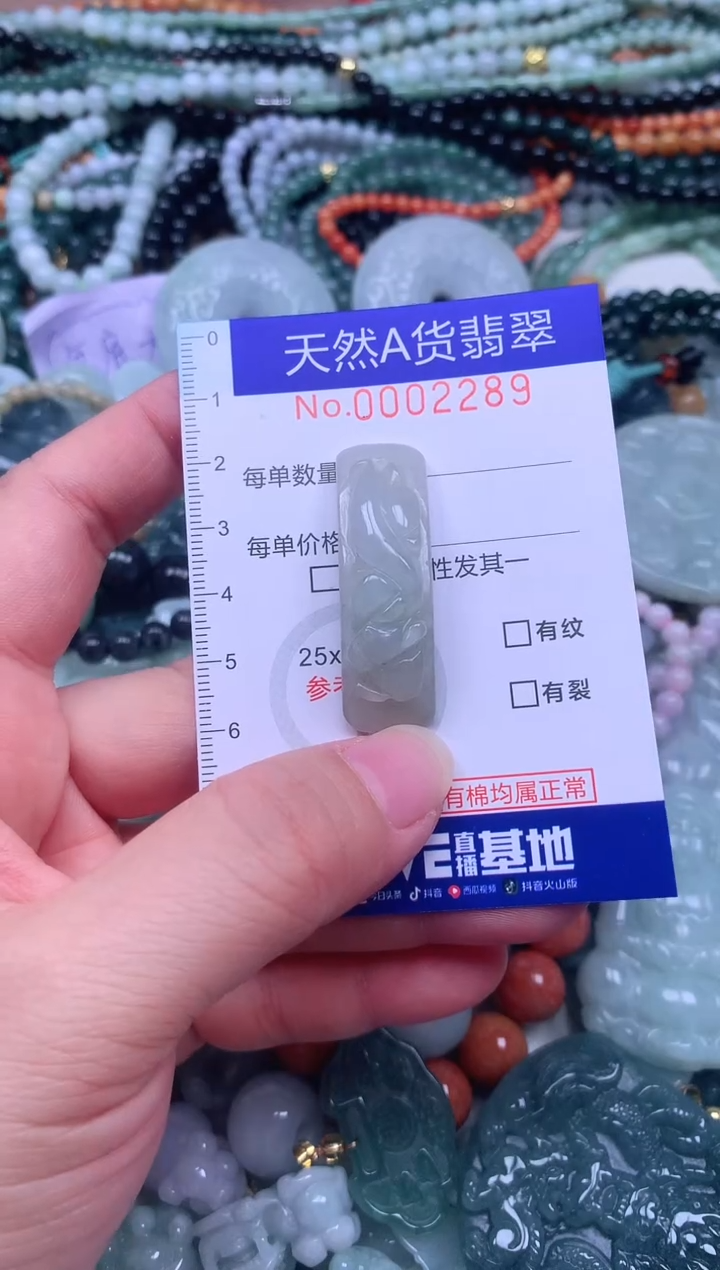 天然A货翡翠
No.0002289
每单数量
每单价格
性发其一
25x
有纹
有裂
有棉均属正常
直播基地
抖音 西瓜视频 抖音火山版
0
1
2
3
4
5
6